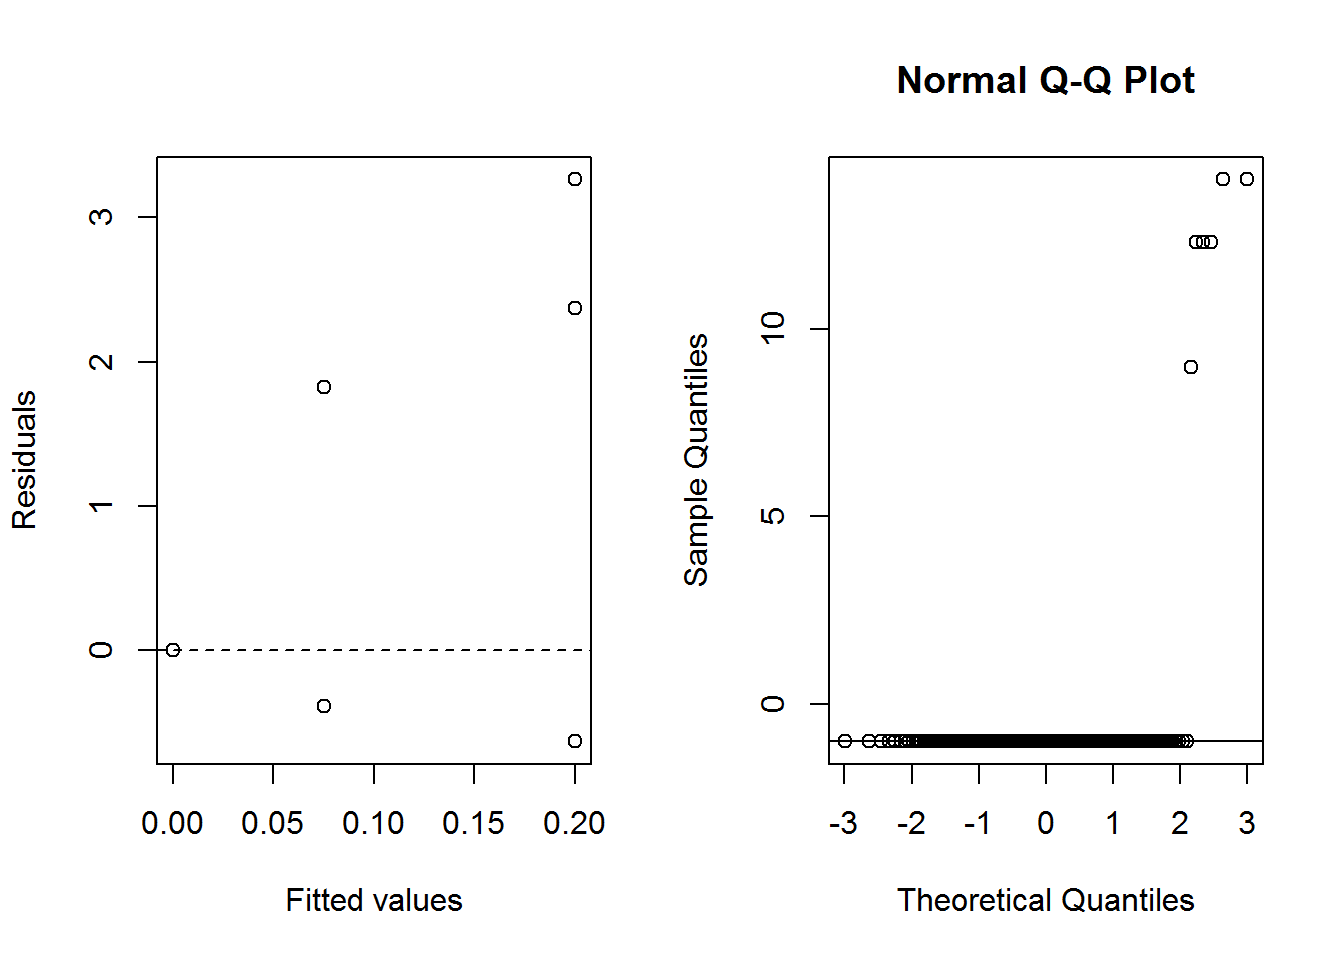 Residuals
3
2
1
0
0.00 0.05 0.10 0.15 0.20
Fitted values
Normal Q-Q Plot
Sample Quantiles
10
5
0
-3 -2 -1 0 1 2 3
Theoretical Quantiles